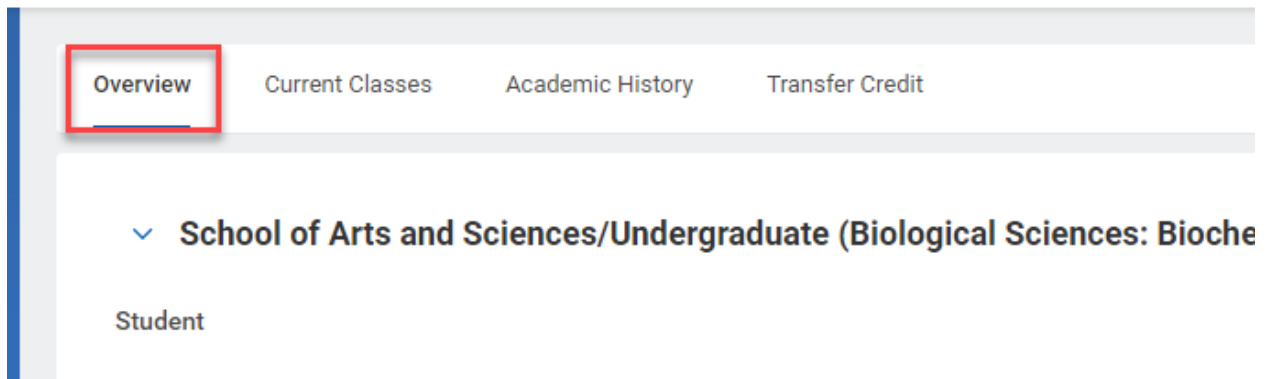 Overview Current Classes Academic History Transfer Credit
School of Arts and Sciences/Undergraduate (Biological Sciences: Bioche
Student